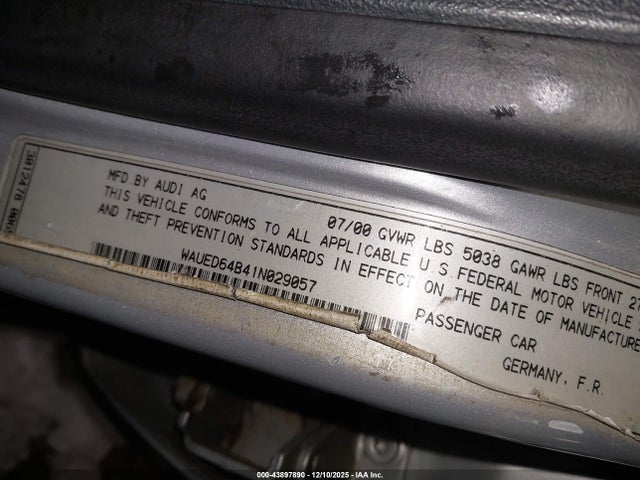 MFD BY AUDI AG 07/00 GVWR LBS 5038 GAWR LBS FRONT
THIS VEHICLE CONFORMS TO ALL APPLICABLE U.S.FEDERAL MOTOR VEHICLE
AND THEFT PREVENTION STANDARDS IN EFFECT ON THE DATE OF MANUFACTURE
WAUED64B41N029057
PASSENGER CAR
GERMANY, F.R.
3012478
000-43897890 - 12/10/2025 - IAA Inc.